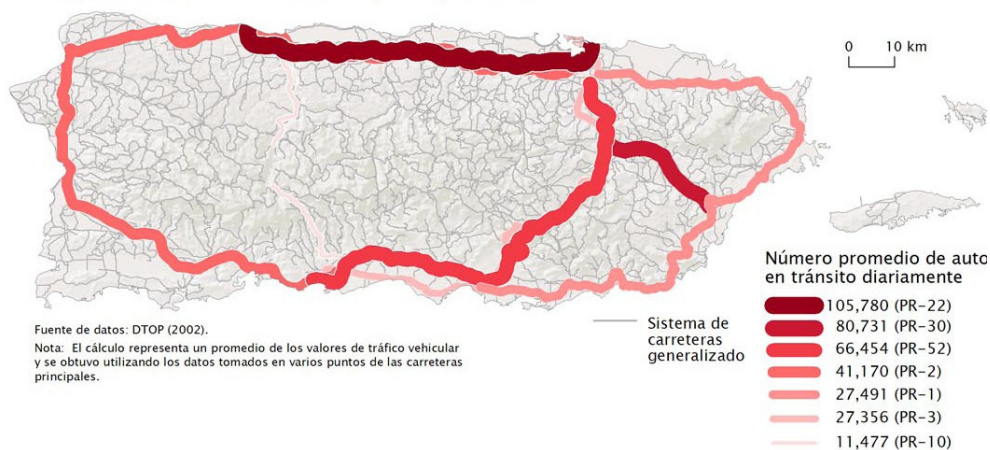 0 10 km
Número promedio de auto
en tránsito diariamente
105,780 (PR-22)
80,731 (PR-30)
66,454 (PR-52)
41,170 (PR-2)
27,491 (PR-1)
27,356 (PR-3)
11,477 (PR-10)
Sistema de
carreteras
generalizado
Fuente de datos: DTOP (2002).
Nota: El cálculo representa un promedio de los valores de tráfico vehicular
y se obtuvo utilizando los datos tomados en varios puntos de las carreteras
principales.